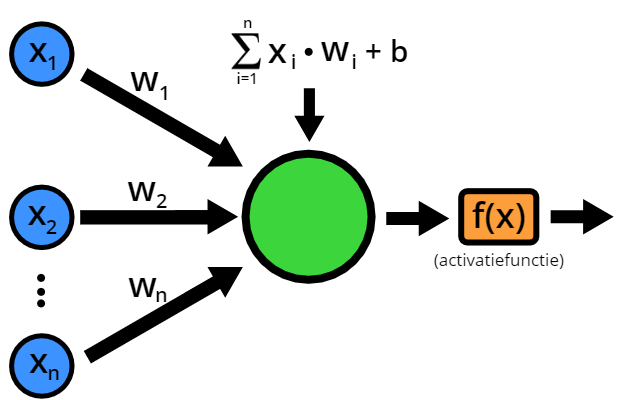 x₁
w₁
n
∑ xᵢ • wᵢ + b
i=1
x₂
w₂
f(x)
(activatiefunctie)
wₙ
xₙ